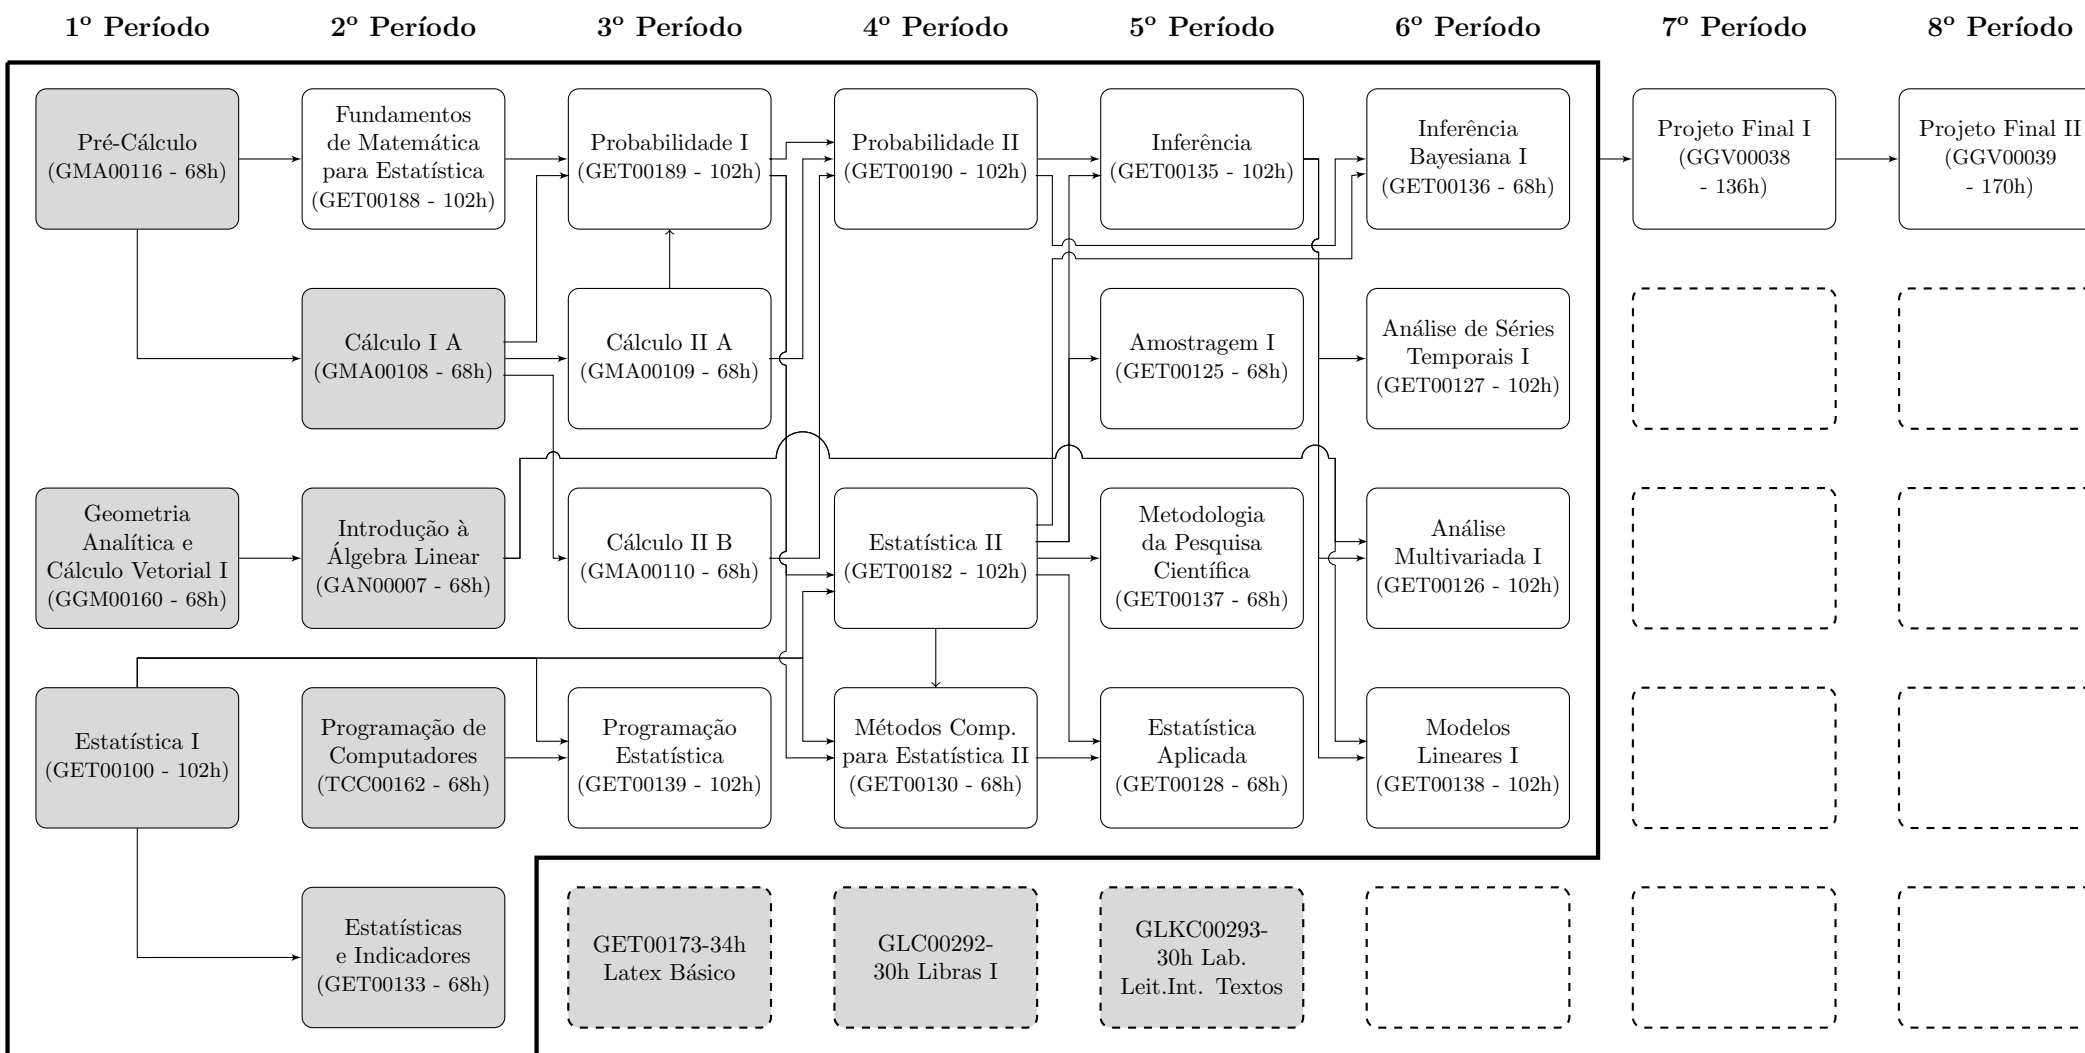 1º Período
2º Período
3º Período
4º Período
5º Período
6º Período
7º Período
8º Período
Pré-Cálculo
(GMA00116 - 68h)
Fundamentos
de Matemática
para Estatística
(GET00188 - 102h)
Probabilidade I
(GET00189 - 102h)
Probabilidade II
(GET00190 - 102h)
Inferência
(GET00135 - 102h)
Inferência
Bayesiana I
(GET00136 - 68h)
Projeto Final I
(GGV00038
- 136h)
Projeto Final II
(GGV00039
- 170h)
Cálculo I A
(GMA00108 - 68h)
Cálculo II A
(GMA00109 - 68h)
Amostragem I
(GET00125 - 68h)
Análise de Séries
Temporais I
(GET00127 - 102h)
Geometria
Analítica e
Cálculo Vetorial I
(GGM00160 - 68h)
Introdução à
Álgebra Linear
(GAN00007 - 68h)
Cálculo II B
(GMA00110 - 68h)
Estatística II
(GET00182 - 102h)
Metodologia
da Pesquisa
Científica
(GET00137 - 68h)
Análise
Multivariada I
(GET00126 - 102h)
Estatística I
(GET00100 - 102h)
Programação de
Computadores
(TCC00162 - 68h)
Programação
Estatística
(GET00139 - 102h)
Métodos Comp.
para Estatística II
(GET00130 - 68h)
Estatística
Aplicada
(GET00128 - 68h)
Modelos
Lineares I
(GET00138 - 102h)
Estatísticas
e Indicadores
(GET00133 - 68h)
GET00173-34h
Latex Básico
GLC00292-
30h Libras I
GLKC00293-
30h Lab.
Leit.Int. Textos